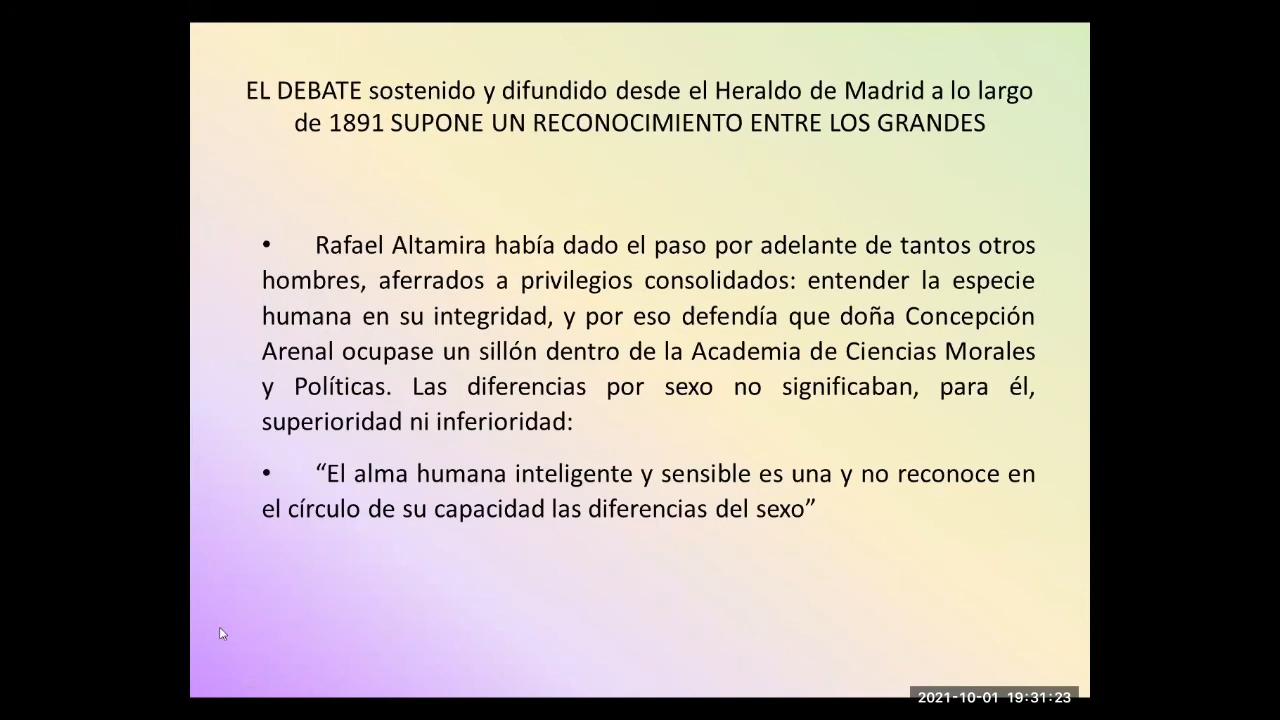 EL DEBATE sostenido y difundido desde el Heraldo de Madrid a lo largo
de 1891 SUPONE UN RECONOCIMIENTO ENTRE LOS GRANDES
• Rafael Altamira había dado el paso por adelante de tantos otros
hombres, aferrados a privilegios consolidados: entender la especie
humana en su integridad, y por eso defendía que doña Concepción
Arenal ocupase un sillón dentro de la Academia de Ciencias Morales
y Políticas. Las diferencias por sexo no significaban, para él,
superioridad ni inferioridad:
• “El alma humana inteligente y sensible es una y no reconoce en
el círculo de su capacidad las diferencias del sexo”
2021-10-01 19:31:23